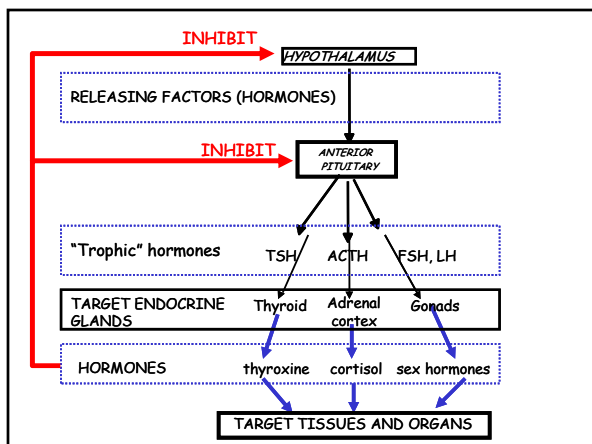 INHIBIT
HYPOTHALAMUS
RELEASING FACTORS (HORMONES)
INHIBIT
ANTERIOR
PITUITARY
"Trophic" hormones
TSH ACTH FSH, LH
TARGET ENDOCRINE
GLANDS
Thyroid
Adrenal
cortex
Gonads
HORMONES
thyroxine cortisol sex hormones
TARGET TISSUES AND ORGANS